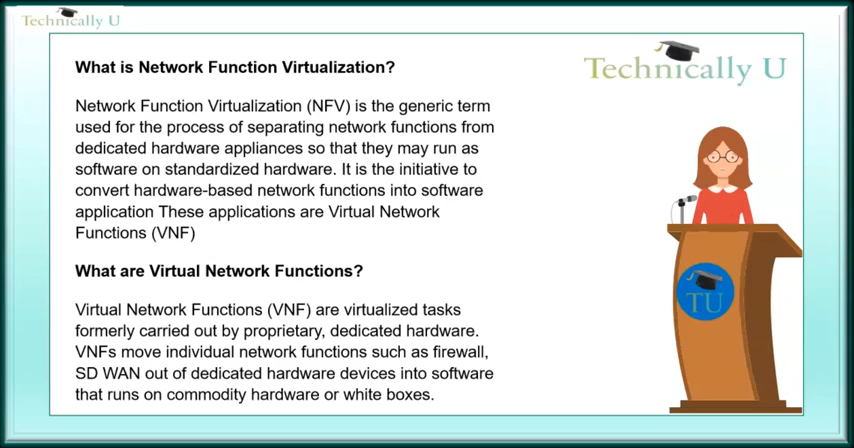 Technically U
Technically U
What is Network Function Virtualization?
Network Function Virtualization (NFV) is the generic term
used for the process of separating network functions from
dedicated hardware appliances so that they may run as
software on standardized hardware. It is the initiative to
convert hardware-based network functions into software
application These applications are Virtual Network
Functions (VNF)
What are Virtual Network Functions?
Virtual Network Functions (VNF) are virtualized tasks
formerly carried out by proprietary, dedicated hardware.
VNFs move individual network functions such as firewall,
SD WAN out of dedicated hardware devices into software
that runs on commodity hardware or white boxes.
TU